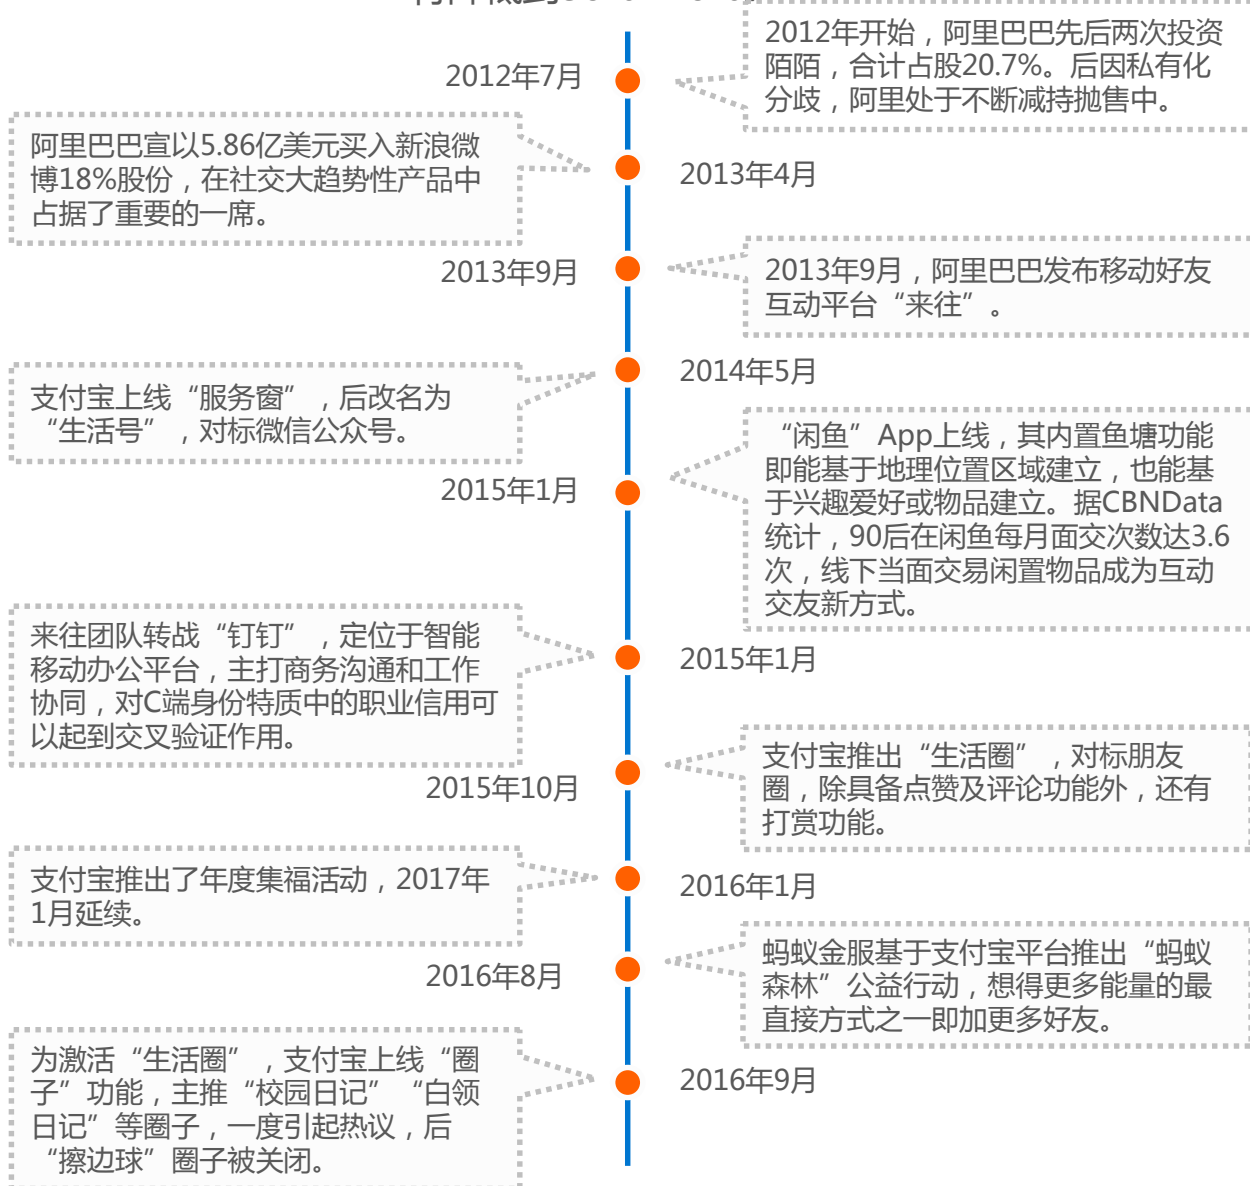 2012年7月
2012年开始，阿里巴巴先后两次投资
陌陌，合计占股20.7%。后因私有化
分歧，阿里处于不断减持抛售中。
阿里巴巴宣以5.86亿美元买入新浪微
博18%股份，在社交大趋势性产品中
占据了重要的一席。
2013年4月
2013年9月
2013年9月，阿里巴巴发布移动好友
互动平台“来往”。
支付宝上线“服务窗”，后改名为
“生活号”，对标微信公众号。
2014年5月
2015年1月
“闲鱼”App上线，其内置鱼塘功能
即能基于地理位置区域建立，也能基
于兴趣爱好或物品建立。据CBNData
统计，90后在闲鱼每月面交次数达3.6
次，线下当面交易闲置物品成为互动
交友新方式。
来往团队转战“钉钉”，定位于智能
移动办公平台，主打商务沟通和工作
协同，对C端身份特质中的职业信用可
以起到交叉验证作用。
2015年1月
2015年10月
支付宝推出“生活圈”，对标朋友
圈，除具备点赞及评论功能外，还有
打赏功能。
支付宝推出了年度集福活动，2017年
1月延续。
2016年1月
2016年8月
蚂蚁金服基于支付宝平台推出“蚂蚁
森林”公益行动，想得更多能量的最
直接方式之一即加更多好友。
为激活“生活圈”，支付宝上线“圈
子”功能，主推“校园日记”“白领
日记”等圈子，一度引起热议，后
“擦边球”圈子被关闭。
2016年9月